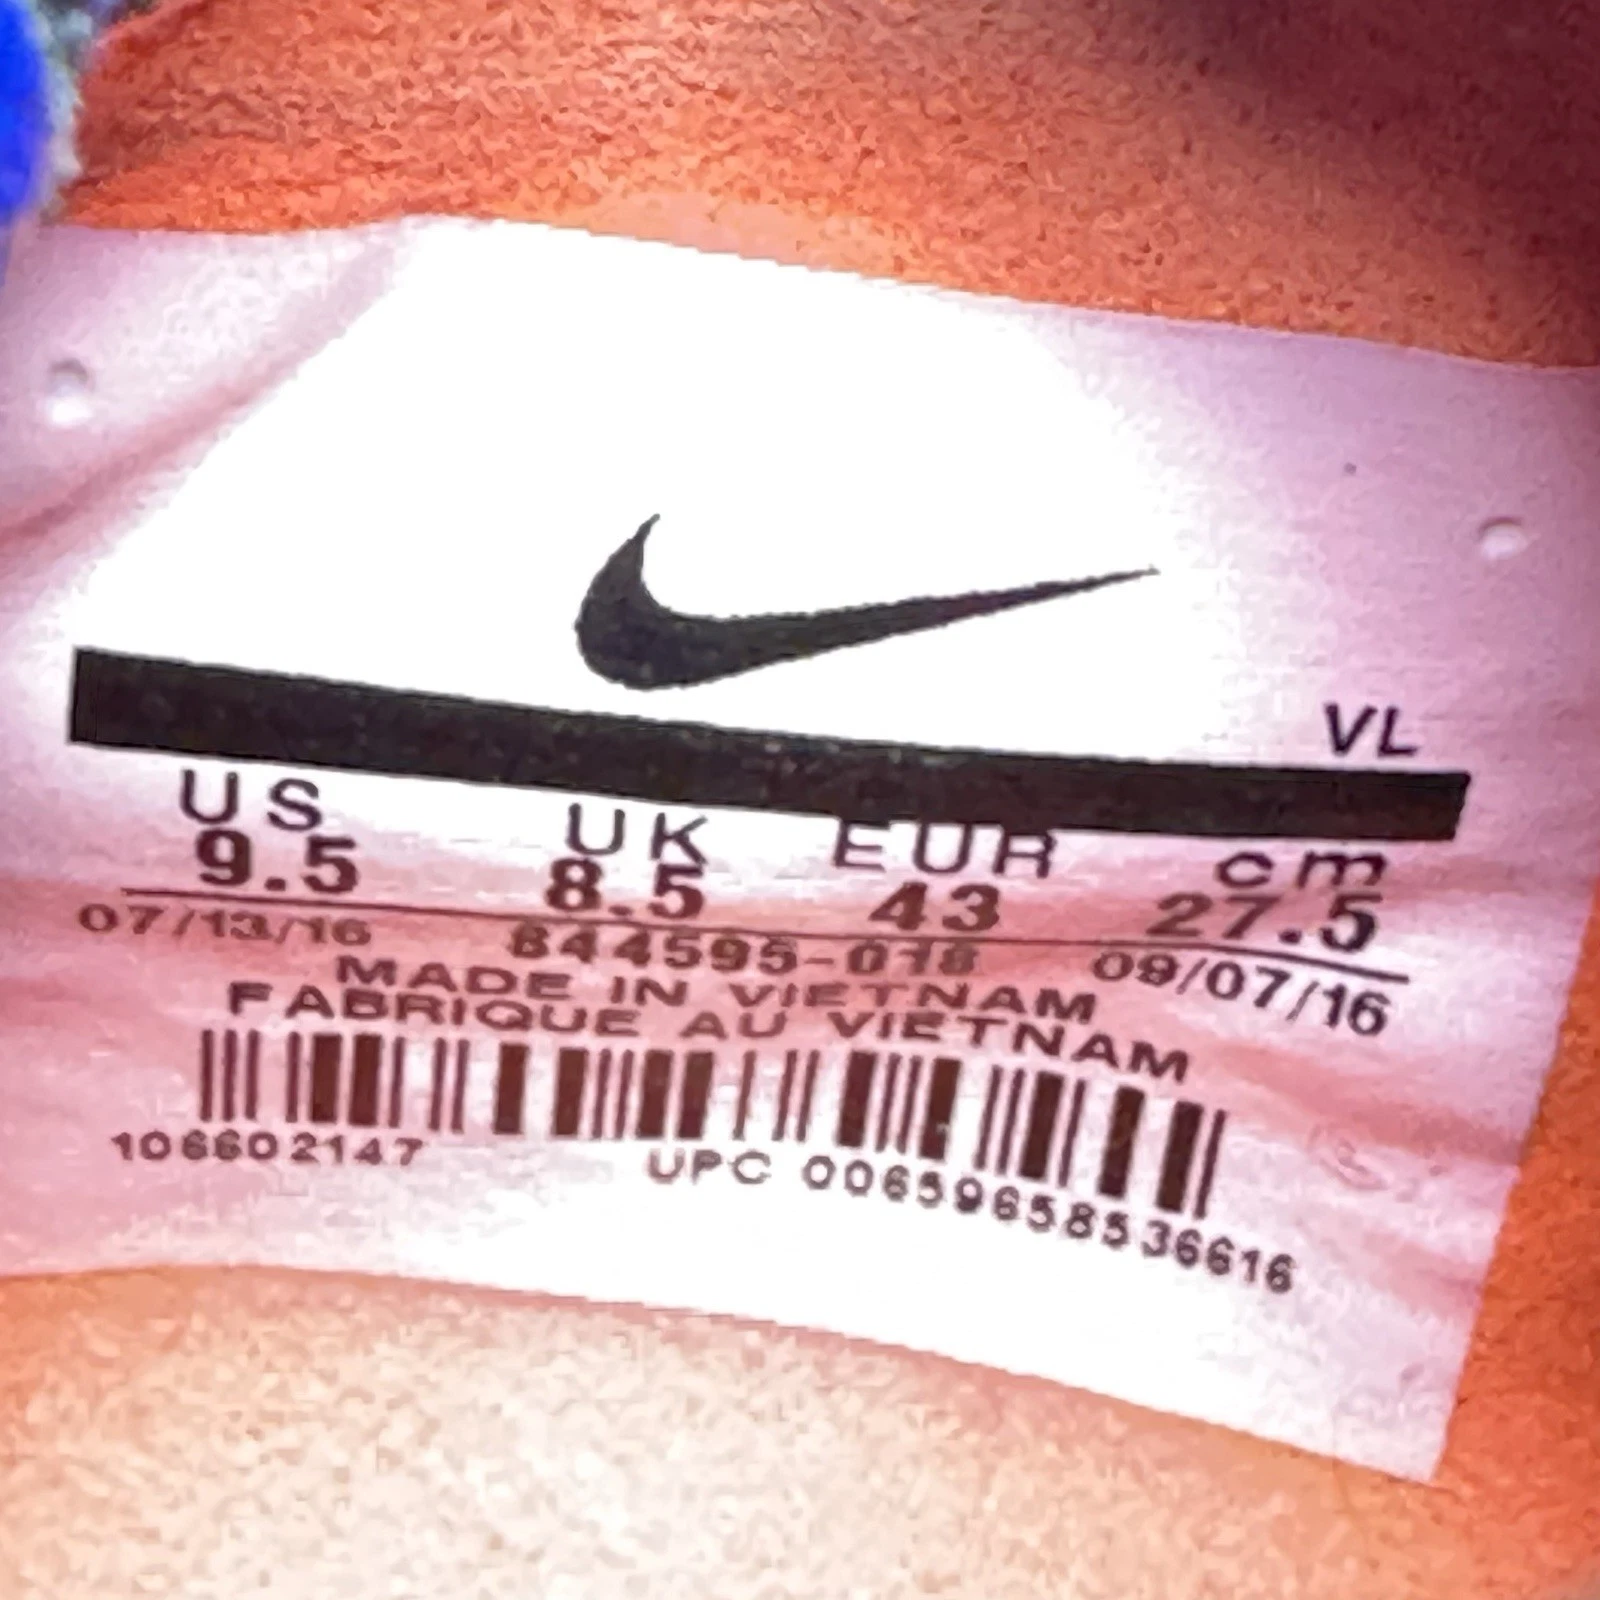 VL
US UK EUR cm
9.5 8.5 43 27.5
07/13/16 844595-018 09/07/16
MADE IN VIETNAM
FABRIQUE AU VIETNAM
106602147 UPC 00659658536616